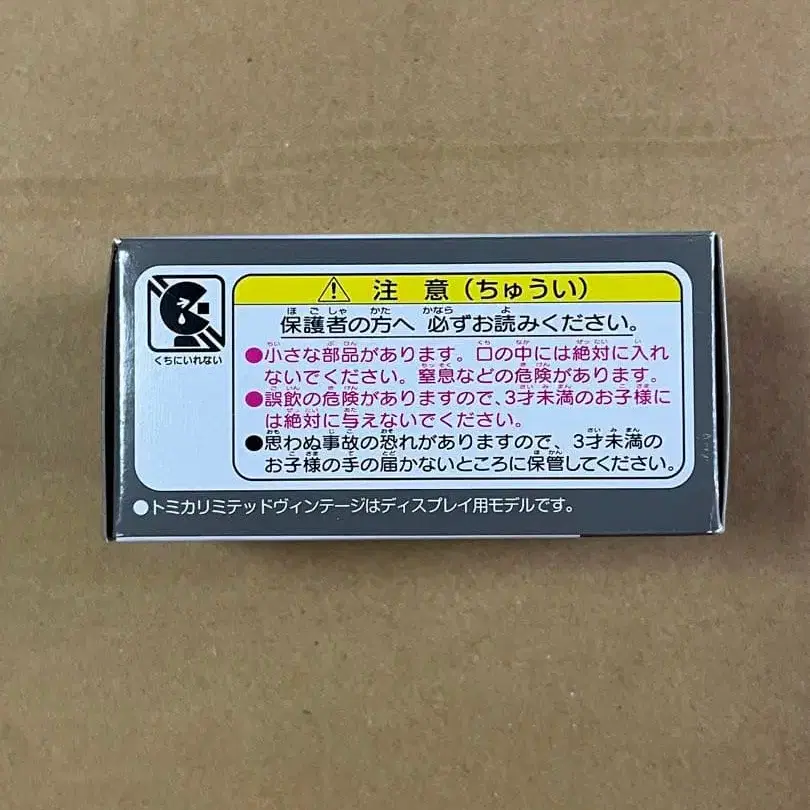 くちにいれない
⚠ 注 意（ちゅうい）
保護者の方へ 必ずお読みください。
●小さな部品があります。口の中には絶対に入れ
ないでください。窒息などの危険があります。
●誤飲の危険がありますので、3才未満のお子様に
は絶対に与えないでください。
●思わぬ事故の恐れがありますので、3才未満の
お子様の手の届かないところに保管してください。
●トミカリミテッドヴィンテージはディスプレイ用モデルです。